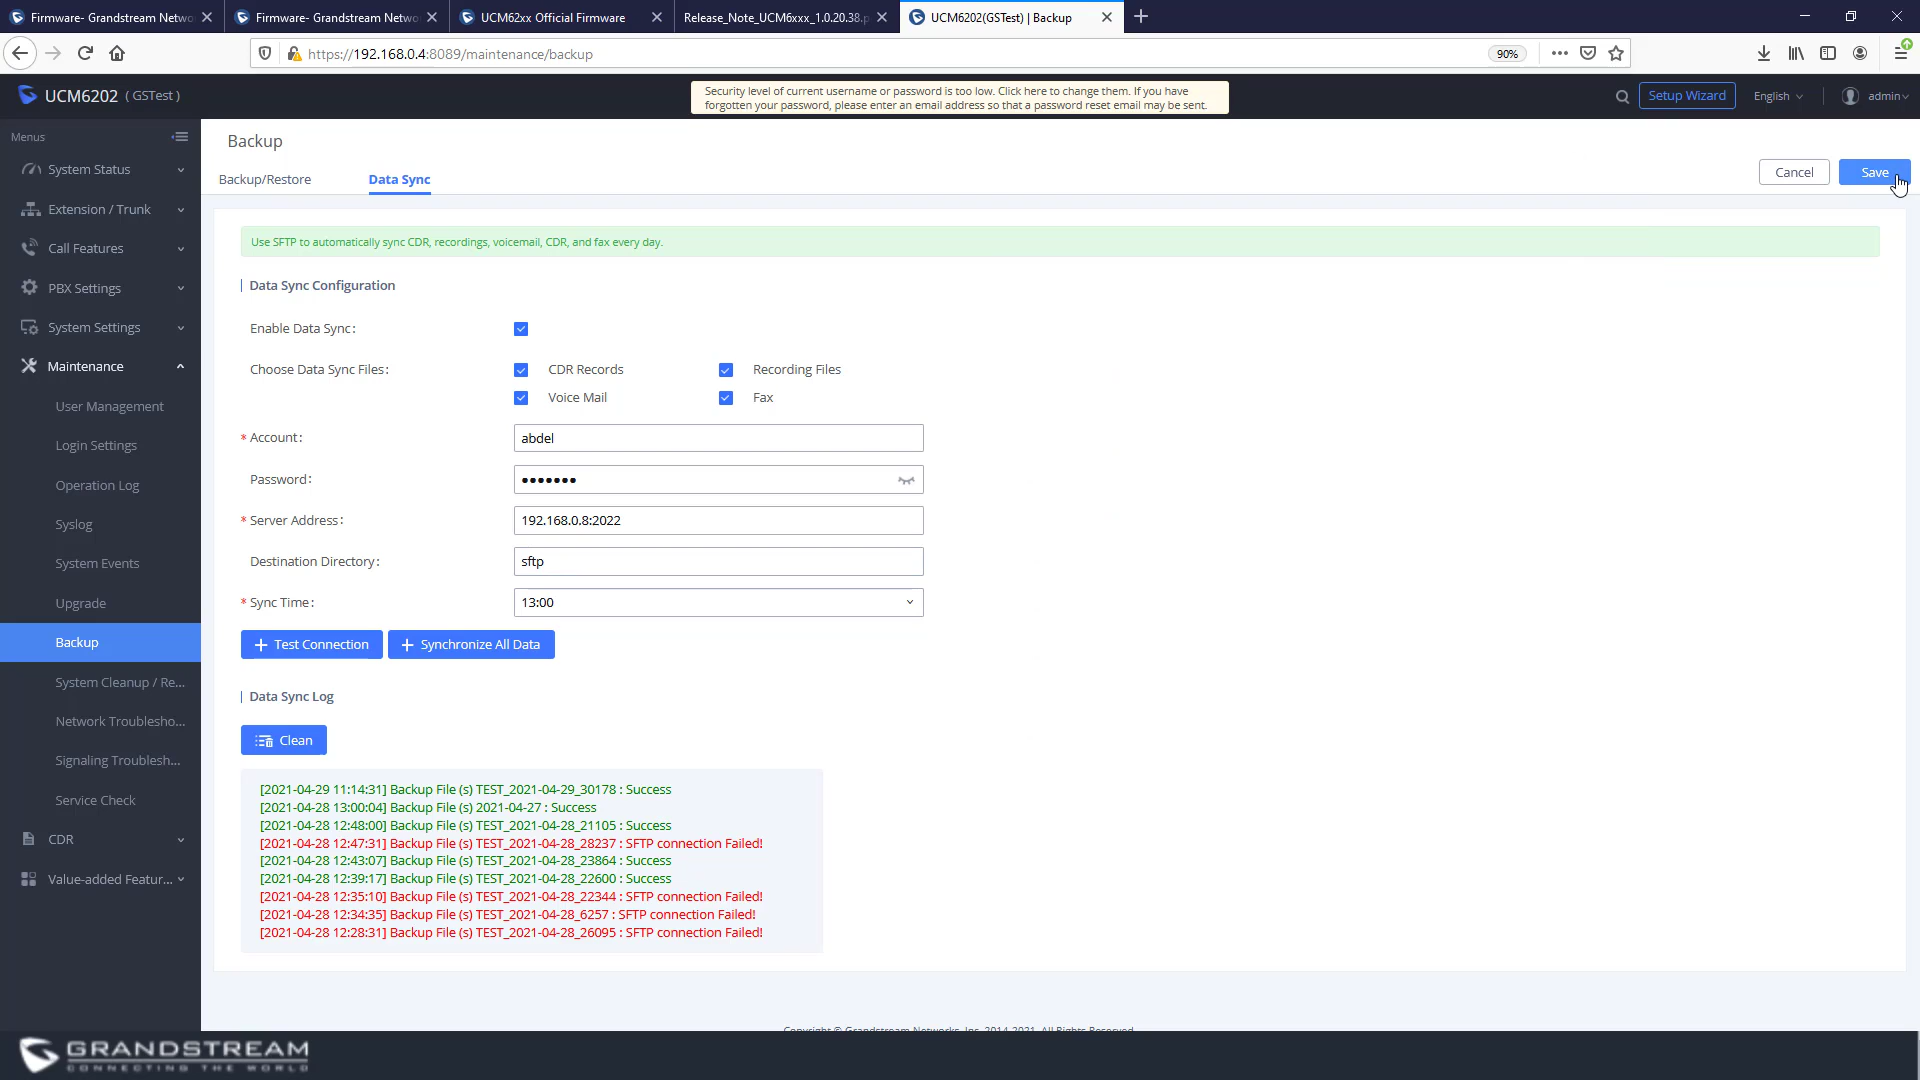 Firmware- Grandstream Netwo
Firmware- Grandstream Netwo
UCM62xx Official Firmware
Release_Note_UCM6xxx_1.0.20.38.p
UCM6202(GSTest) | Backup
https://192.168.0.4:8089/maintenance/backup
90%
UCM6202 ( GSTest )
Security level of current username or password is too low. Click here to change them. If you have
forgotten your password, please enter an email address so that a password reset email may be sent.
Setup Wizard
English
admin
Menus
System Status
Extension / Trunk
Call Features
PBX Settings
System Settings
Maintenance
User Management
Login Settings
Operation Log
Syslog
System Events
Upgrade
Backup
System Cleanup / Re...
Network Troublesho...
Signaling Troublesh...
Service Check
CDR
Value-added Featur...
Backup
Backup/Restore
Data Sync
Cancel
Save
Use SFTP to automatically sync CDR, recordings, voicemail, CDR, and fax every day.
Data Sync Configuration
Enable Data Sync:
Choose Data Sync Files:
CDR Records
Recording Files
Voice Mail
Fax
* Account:
abdel
Password:
•••••••
* Server Address:
192.168.0.8:2022
Destination Directory:
sftp
* Sync Time:
13:00
+ Test Connection
+ Synchronize All Data
Data Sync Log
Clean
[2021-04-29 11:14:31] Backup File (s) TEST_2021-04-29_30178 : Success
[2021-04-28 13:00:04] Backup File (s) 2021-04-27 : Success
[2021-04-28 12:48:00] Backup File (s) TEST_2021-04-28_21105 : Success
[2021-04-28 12:47:31] Backup File (s) TEST_2021-04-28_28237 : SFTP connection Failed!
[2021-04-28 12:43:07] Backup File (s) TEST_2021-04-28_23864 : Success
[2021-04-28 12:39:17] Backup File (s) TEST_2021-04-28_22600 : Success
[2021-04-28 12:35:10] Backup File (s) TEST_2021-04-28_22344 : SFTP connection Failed!
[2021-04-28 12:34:35] Backup File (s) TEST_2021-04-28_6257 : SFTP connection Failed!
[2021-04-28 12:28:31] Backup File (s) TEST_2021-04-28_26095 : SFTP connection Failed!
Copyright © Grandstream Networks, Inc. 2014-2021. All Rights Reserved.
GRANDSTREAM
CONNECTING THE WORLD